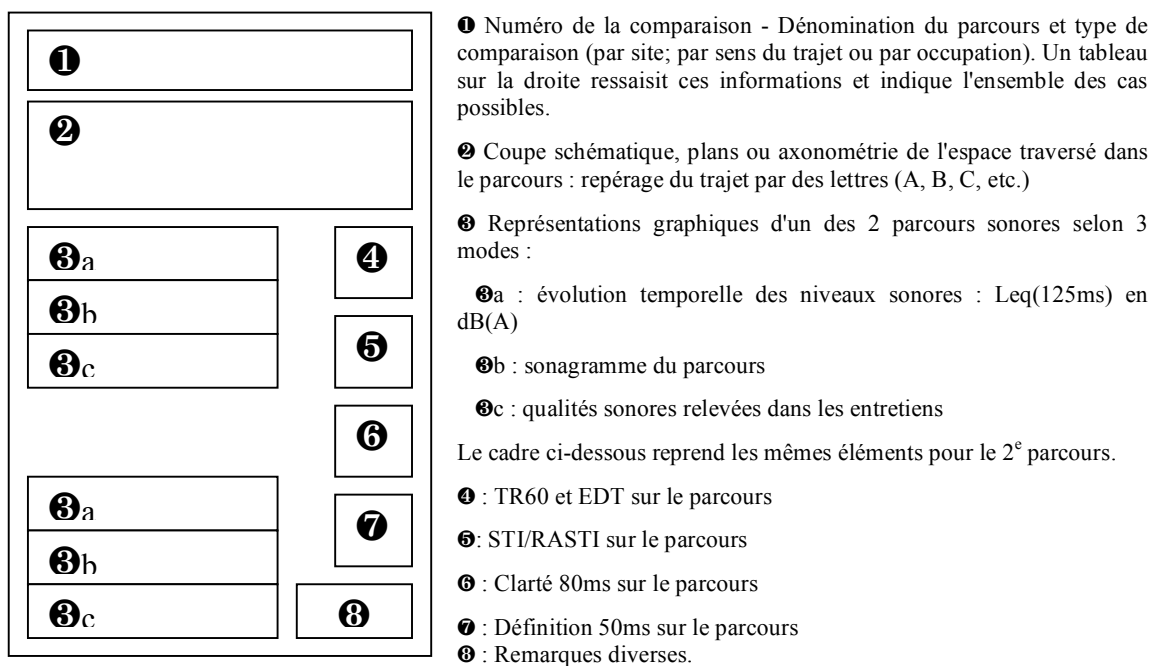 ❶
❷
❸a
❸b
❸c
❹
❺
❻
❼
❸a
❸b
❸c
❽
❶ Numéro de la comparaison - Dénomination du parcours et type de
comparaison (par site; par sens du trajet ou par occupation). Un tableau
sur la droite ressaisit ces informations et indique l'ensemble des cas
possibles.
❷ Coupe schématique, plans ou axonométrie de l'espace traversé dans
le parcours : repérage du trajet par des lettres (A, B, C, etc.)
❸ Représentations graphiques d'un des 2 parcours sonores selon 3
modes :
❸a : évolution temporelle des niveaux sonores : Leq(125ms) en
dB(A)
❸b : sonagramme du parcours
❸c : qualités sonores relevées dans les entretiens
Le cadre ci-dessous reprend les mêmes éléments pour le 2e parcours.
❹ : TR60 et EDT sur le parcours
❺: STI/RASTI sur le parcours
❻ : Clarté 80ms sur le parcours
❼ : Définition 50ms sur le parcours
❽ : Remarques diverses.